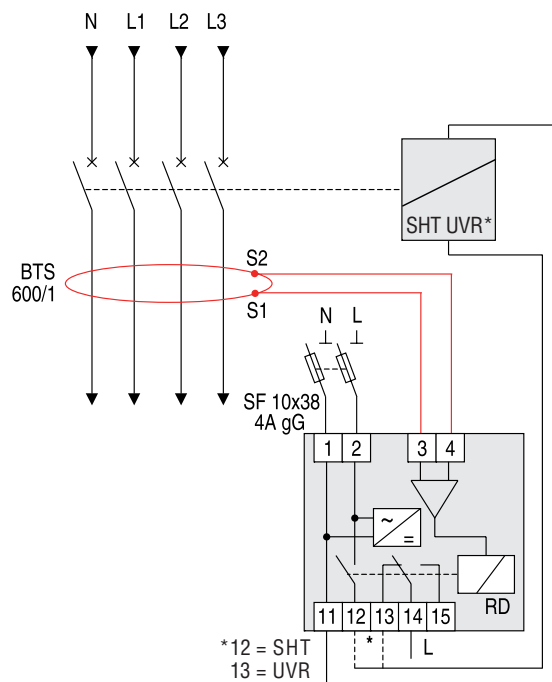 N L1 L2 L3
SHT UVR*
BTS
600/1
S2
S1
N L
SF 10x38
4A gG
1 2 3 4
~
=
RD
11 12 13 14 15
*
L
*12 = SHT
13 = UVR